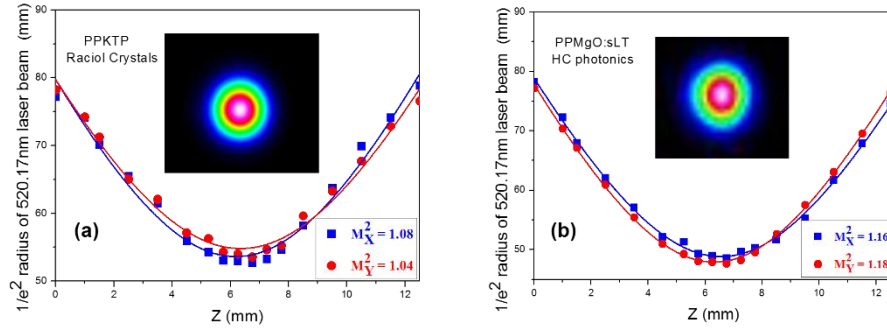 90
80
70
60
50
0
2
4
6
8
10
12
1/e² radius of 520.17nm laser beam (mm)
Z (mm)
PPKTP
Raciol Crystals
(a)
M²X = 1.08
M²Y = 1.04
90
80
70
60
50
0
2
4
6
8
10
12
1/e² radius of 520.17nm laser beam (mm)
Z (mm)
PPMgO:sLT
HC photonics
(b)
M²X = 1.16
M²Y = 1.18